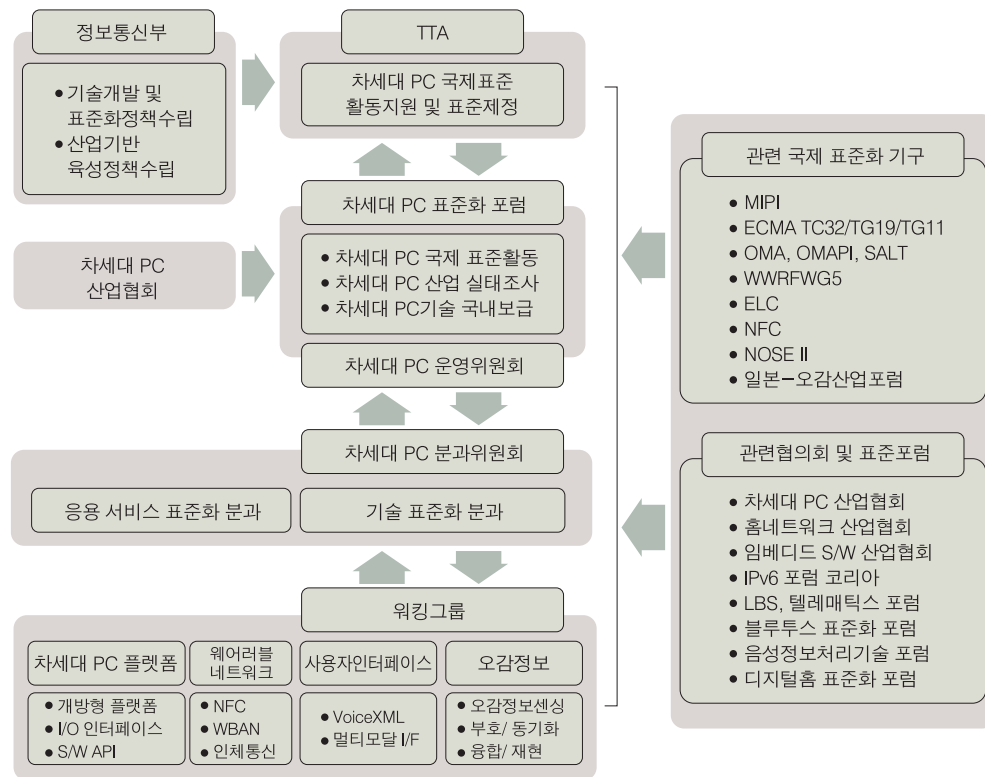 정보통신부
• 기술개발 및
표준화정책수립
• 산업기반
육성정책수립
TTA
차세대 PC 국제표준
활동지원 및 표준제정
차세대 PC
산업협회
차세대 PC 표준화 포럼
• 차세대 PC 국제 표준활동
• 차세대 PC 산업 실태조사
• 차세대 PC기술 국내보급
차세대 PC 운영위원회
차세대 PC 분과위원회
응용 서비스 표준화 분과
기술 표준화 분과
워킹그룹
차세대 PC 플랫폼
• 개방형 플랫폼
• I/O 인터페이스
• S/W API
웨어러블
네트워크
• NFC
• WBAN
• 인체통신
사용자인터페이스
• VoiceXML
• 멀티모달 I/F
오감정보
• 오감정보센싱
• 부호/ 동기화
• 융합/ 재현
관련 국제 표준화 기구
• MIPI
• ECMA TC32/TG19/TG11
• OMA, OMAPI, SALT
• WWRFWG5
• ELC
• NFC
• NOSE II
• 일본-오감산업포럼
관련협의회 및 표준포럼
• 차세대 PC 산업협회
• 홈네트워크 산업협회
• 임베디드 S/W 산업협회
• IPv6 포럼 코리아
• LBS, 텔레매틱스 포럼
• 블루투스 표준화 포럼
• 음성정보처리기술 포럼
• 디지털홈 표준화 포럼